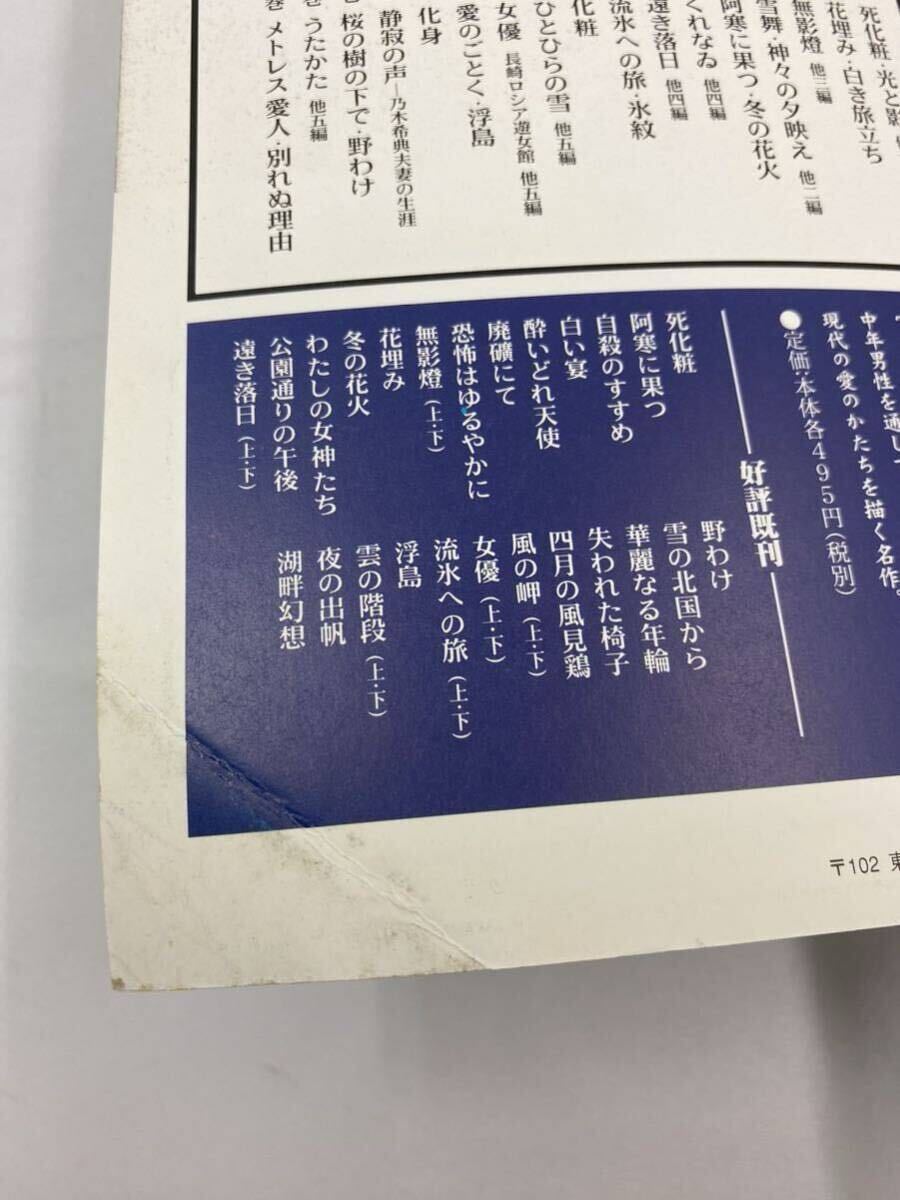 死化粧・光と影
花埋み・白き旅立ち
無影燈 他三編
雪舞・神々の夕映え 他二編
阿寒に果つ・冬の花火
くれなゐ 他四編
遠き落日 他四編
流氷への旅・氷紋
化粧
ひとひらの雪 他五編
女優 長崎ロシア遊女館 他五編
愛のごとく・浮島
化身
静寂の声―乃木希典夫妻の生涯
桜の樹の下で・野わけ
巻 うたかた 他五編
巻 メトレス 愛人・別れぬ理由
中年男性を通して
現代の愛のかたちを描く名作。
●定価・本体各495円(税別)
好評既刊
死化粧
阿寒に果つ
自殺のすすめ
白い宴
酔いどれ天使
廃礦にて
恐怖はゆるやかに
無影燈(上・下)
花埋み
冬の花火
わたしの女神たち
公園通りの午後
遠き落日(上・下)
野わけ
雪の北国から
華麗なる年輪
失われた椅子
四月の風見鶏
風の岬(上・下)
女優(上・下)
流氷への旅(上・下)
浮島
雲の階段(上・下)
夜の出帆
湖畔幻想
〒102 東